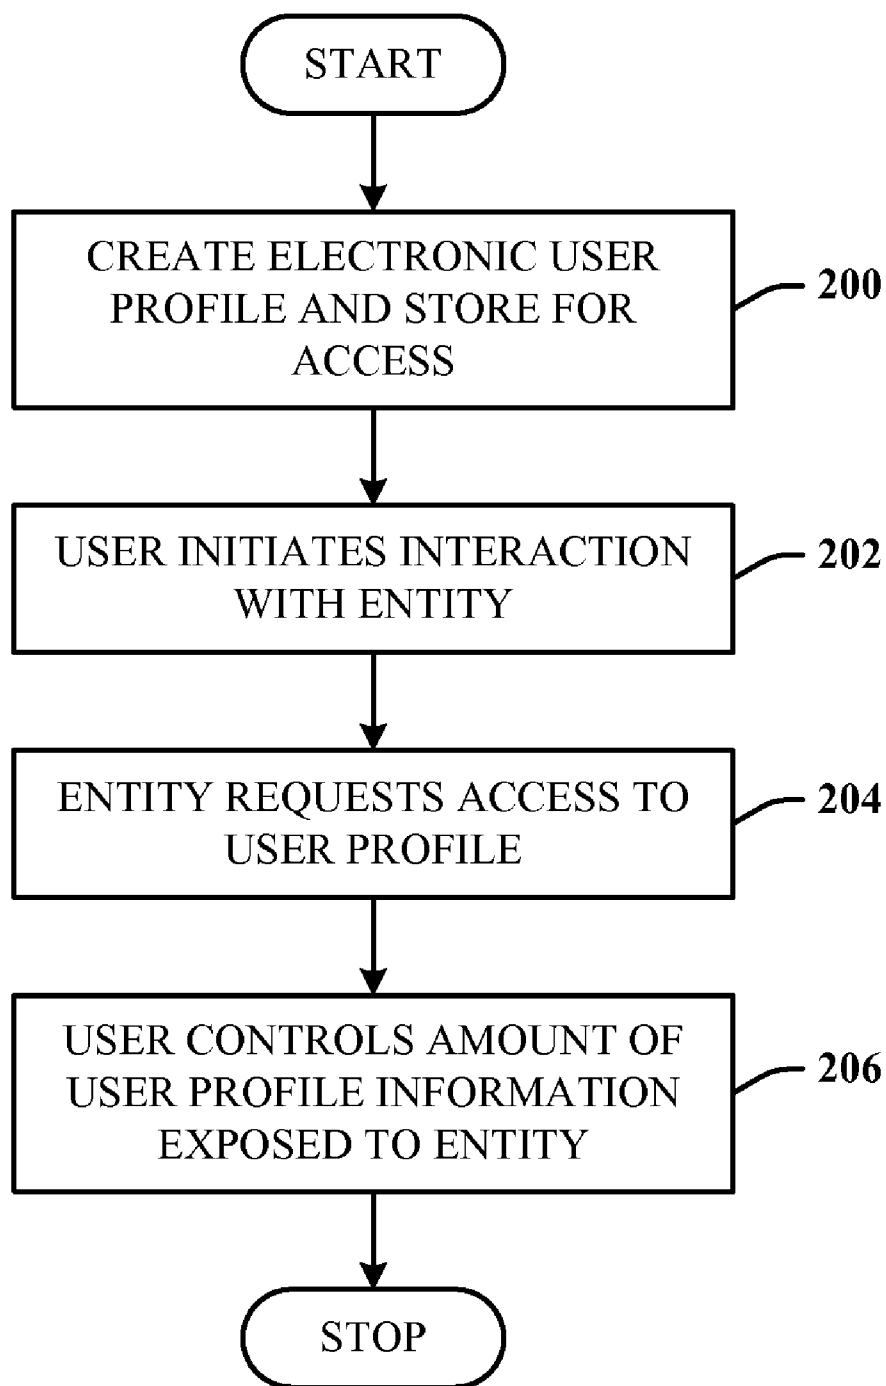 START
CREATE ELECTRONIC USER
PROFILE AND STORE FOR
ACCESS
200
USER INITIATES INTERACTION
WITH ENTITY
202
ENTITY REQUESTS ACCESS TO
USER PROFILE
204
USER CONTROLS AMOUNT OF
USER PROFILE INFORMATION
EXPOSED TO ENTITY
206
STOP